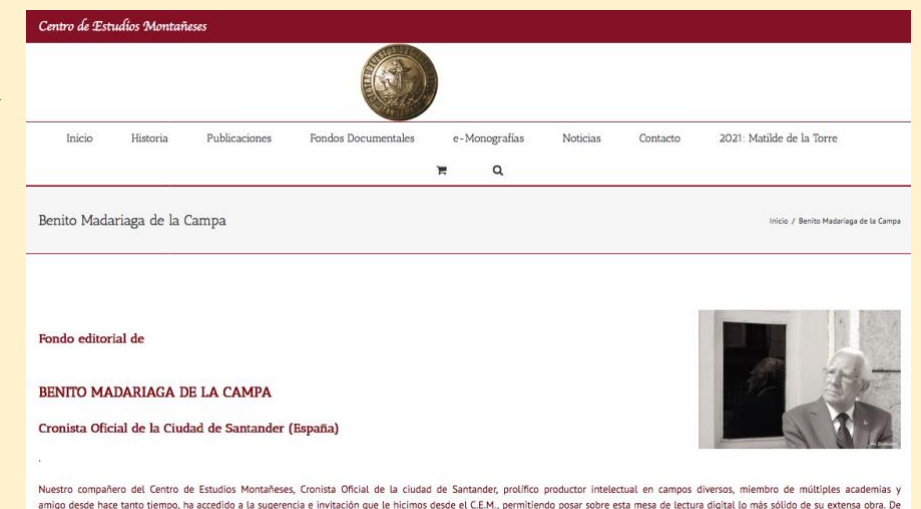 Centro de Estudios Montañeses
Inicio Historia Publicaciones Fondos Documentales e-Monografías Noticias Contacto 2021: Matilde de la Torre
Benito Madariaga de la Campa
Inicio / Benito Madariaga de la Campa
Fondo editorial de
BENITO MADARIAGA DE LA CAMPA
Cronista Oficial de la Ciudad de Santander (España)
.
Nuestro compañero del Centro de Estudios Montañeses, Cronista Oficial de la ciudad de Santander, prolífico productor intelectual en campos diversos, miembro de múltiples academias y
amigo desde hace tanto tiempo, ha accedido a la sugerencia e invitación que le hicimos desde el C.E.M., permitiendo posar sobre esta mesa de lectura digital lo más sólido de su extensa obra. De